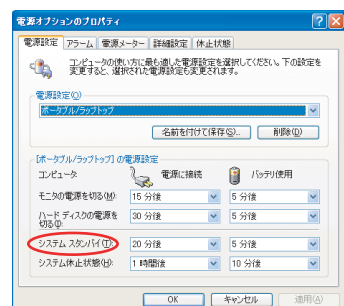 電源オプションのプロパティ
電源設定 アラーム 電源メーター 詳細設定 休止状態
コンピュータの使い方に最も適した電源設定を選択してください。下の設定を
変更すると、選択された電源設定も変更されます。
電源設定(O)
ポータブル/ラップトップ
名前を付けて保存(S)... 削除(D)
[ポータブル/ラップトップ] の電源設定
コンピュータ 電源に接続 バッテリ使用
モニタの電源を切る(M): 15 分後 5 分後
ハード ディスクの電源を
切る(I): 30 分後 5 分後
システム スタンバイ(T): 20 分後 5 分後
システム休止状態(H): 1 時間後 10 分後
OK キャンセル 適用(A)